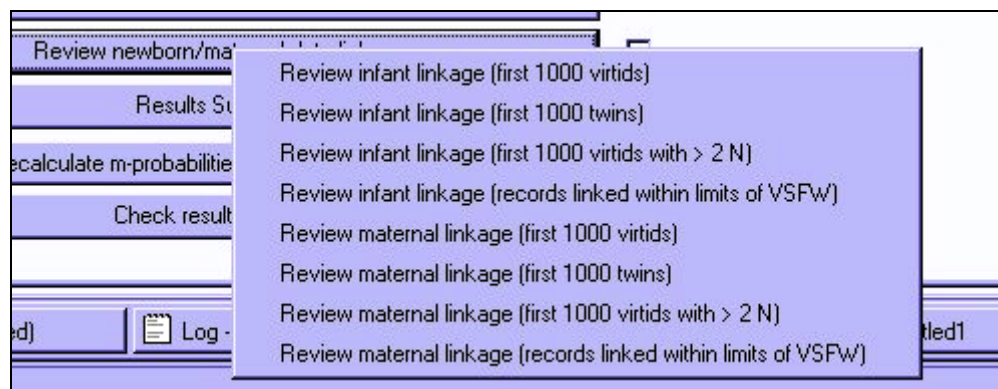 Review newborn/ma
Results Su
ecalculate m-probabilitie
Check result
Review infant linkage (first 1000 virtids)
Review infant linkage (first 1000 twins)
Review infant linkage (first 1000 virtids with > 2 N)
Review infant linkage (records linked within limits of VSFW)
Review maternal linkage (first 1000 virtids)
Review maternal linkage (first 1000 twins)
Review maternal linkage (first 1000 virtids with > 2 N)
Review maternal linkage (records linked within limits of VSFW)
ed)
Log -
tled1